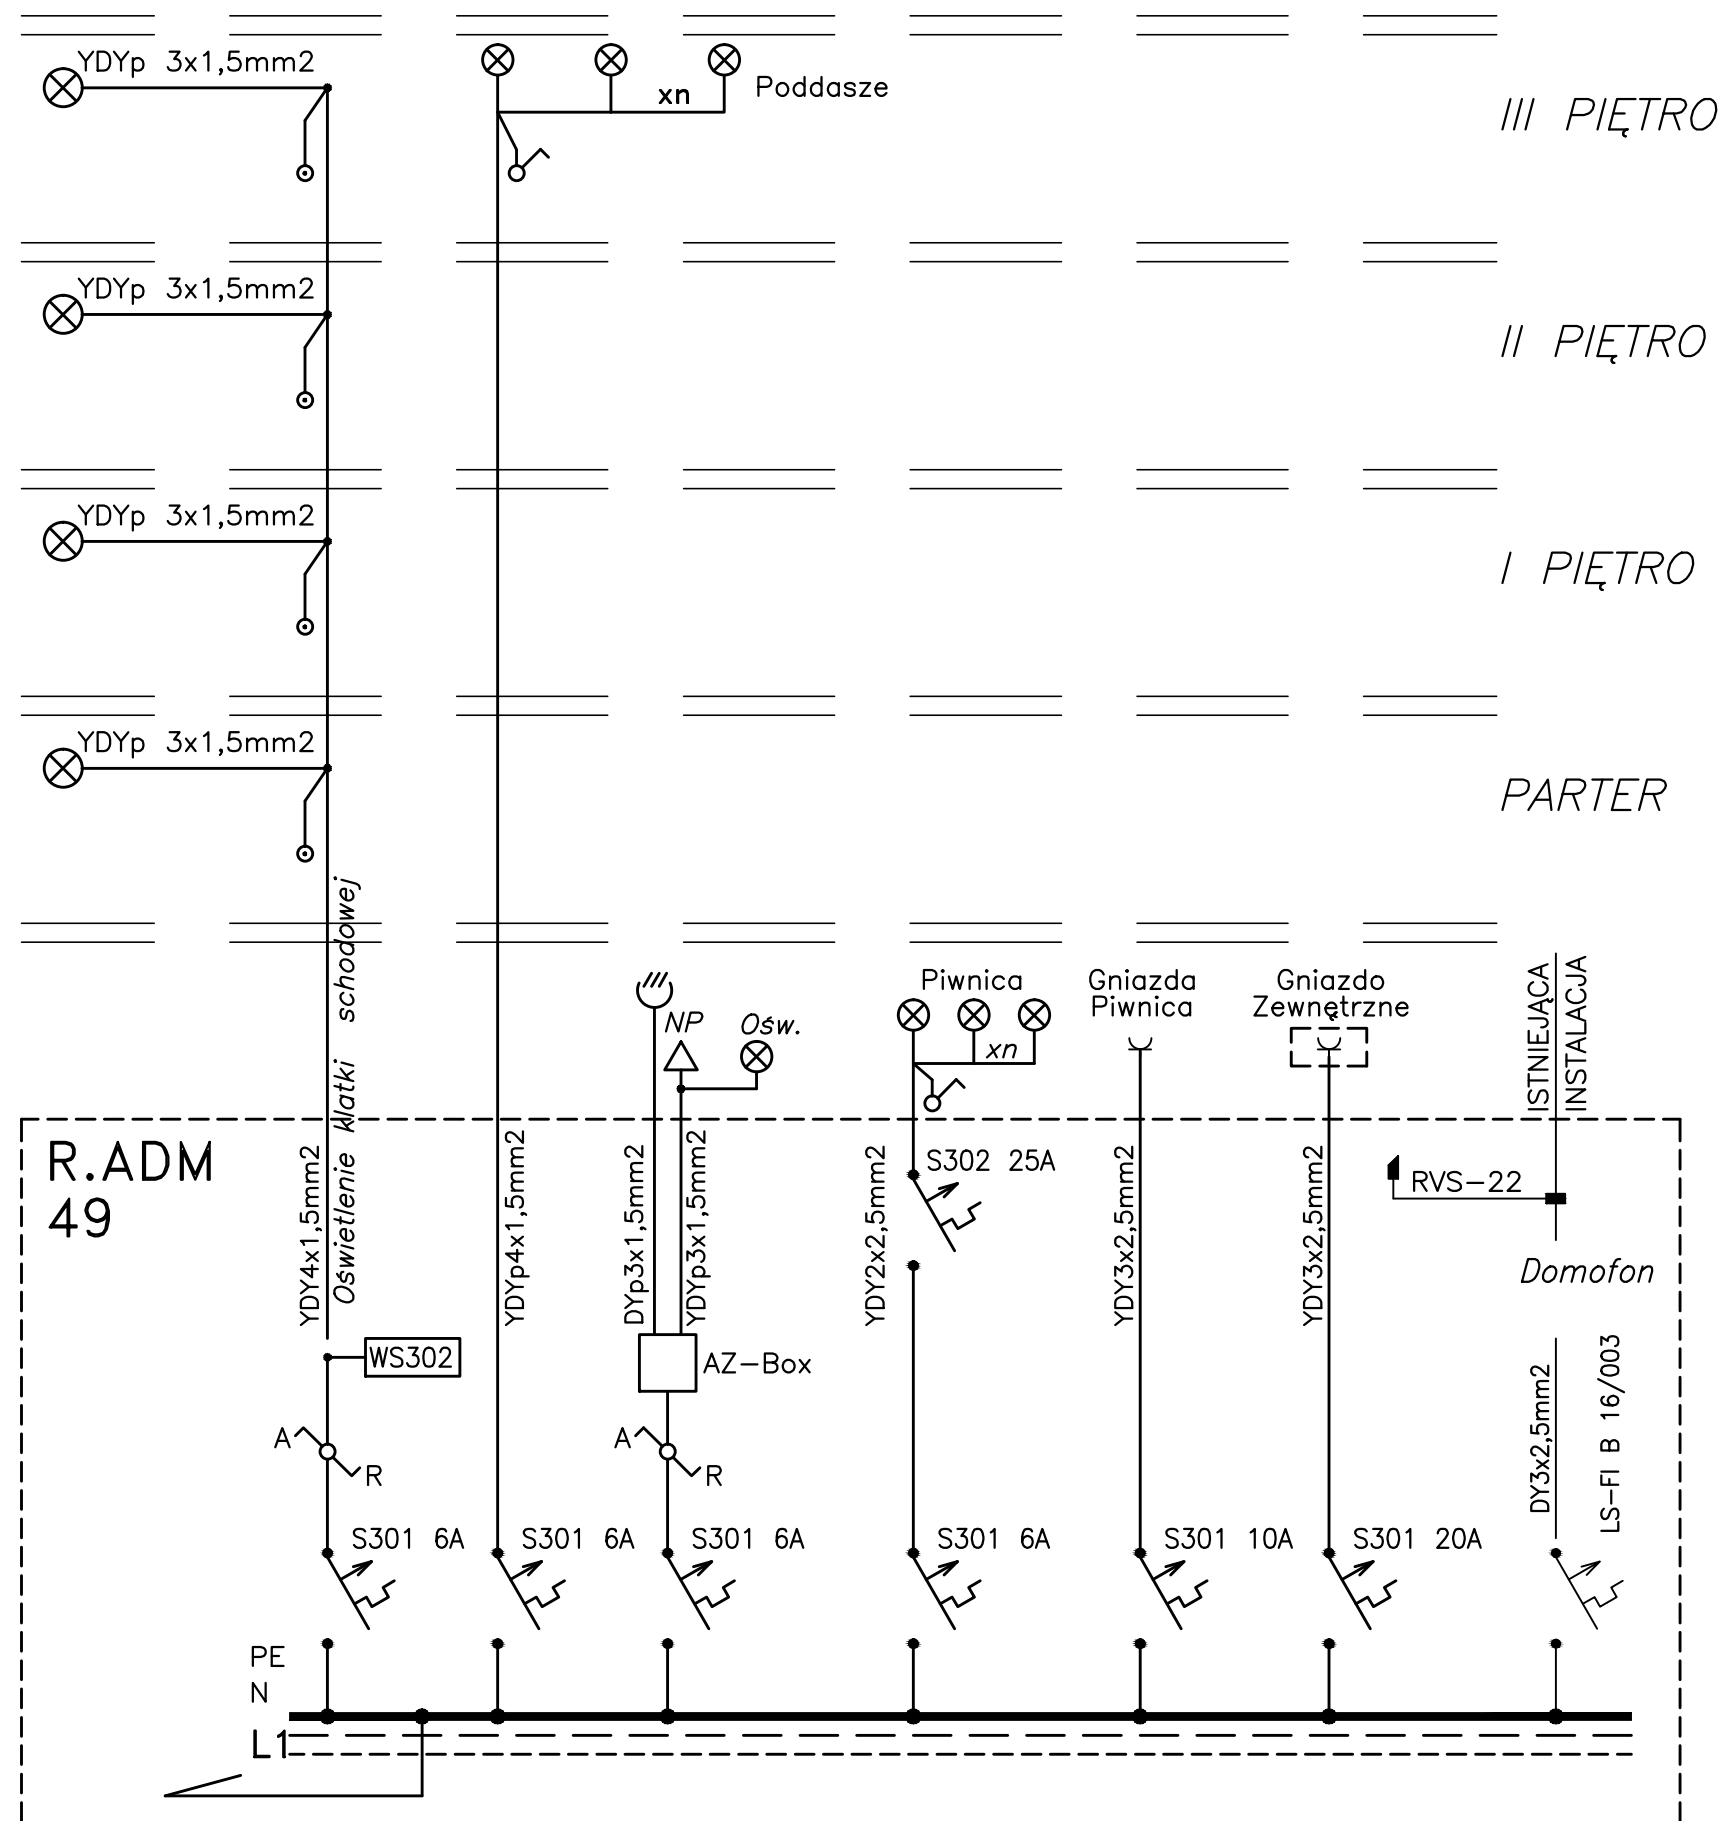 YDYp 3x1,5mm2
xn
Poddasze
III PIĘTRO
YDYp 3x1,5mm2
II PIĘTRO
YDYp 3x1,5mm2
I PIĘTRO
YDYp 3x1,5mm2
PARTER
Oświetlenie klatki schodowej
NP
Ośw.
Piwnica
xn
Gniazda
Piwnica
Gniazdo
Zewnętrzne
ISTNIEJĄCA
INSTALACJA
R.ADM
49
YDY4x1,5mm2
YDYp4x1,5mm2
DYp3x1,5mm2
YDYp3x1,5mm2
YDY2x2,5mm2
S302 25A
YDY3x2,5mm2
YDY3x2,5mm2
RVS-22
Domofon
WS302
AZ-Box
DY3x2,5mm2
LS-FI B 16/003
A
R
A
R
S301 6A
S301 6A
S301 6A
S301 6A
S301 10A
S301 20A
PE
N
L1